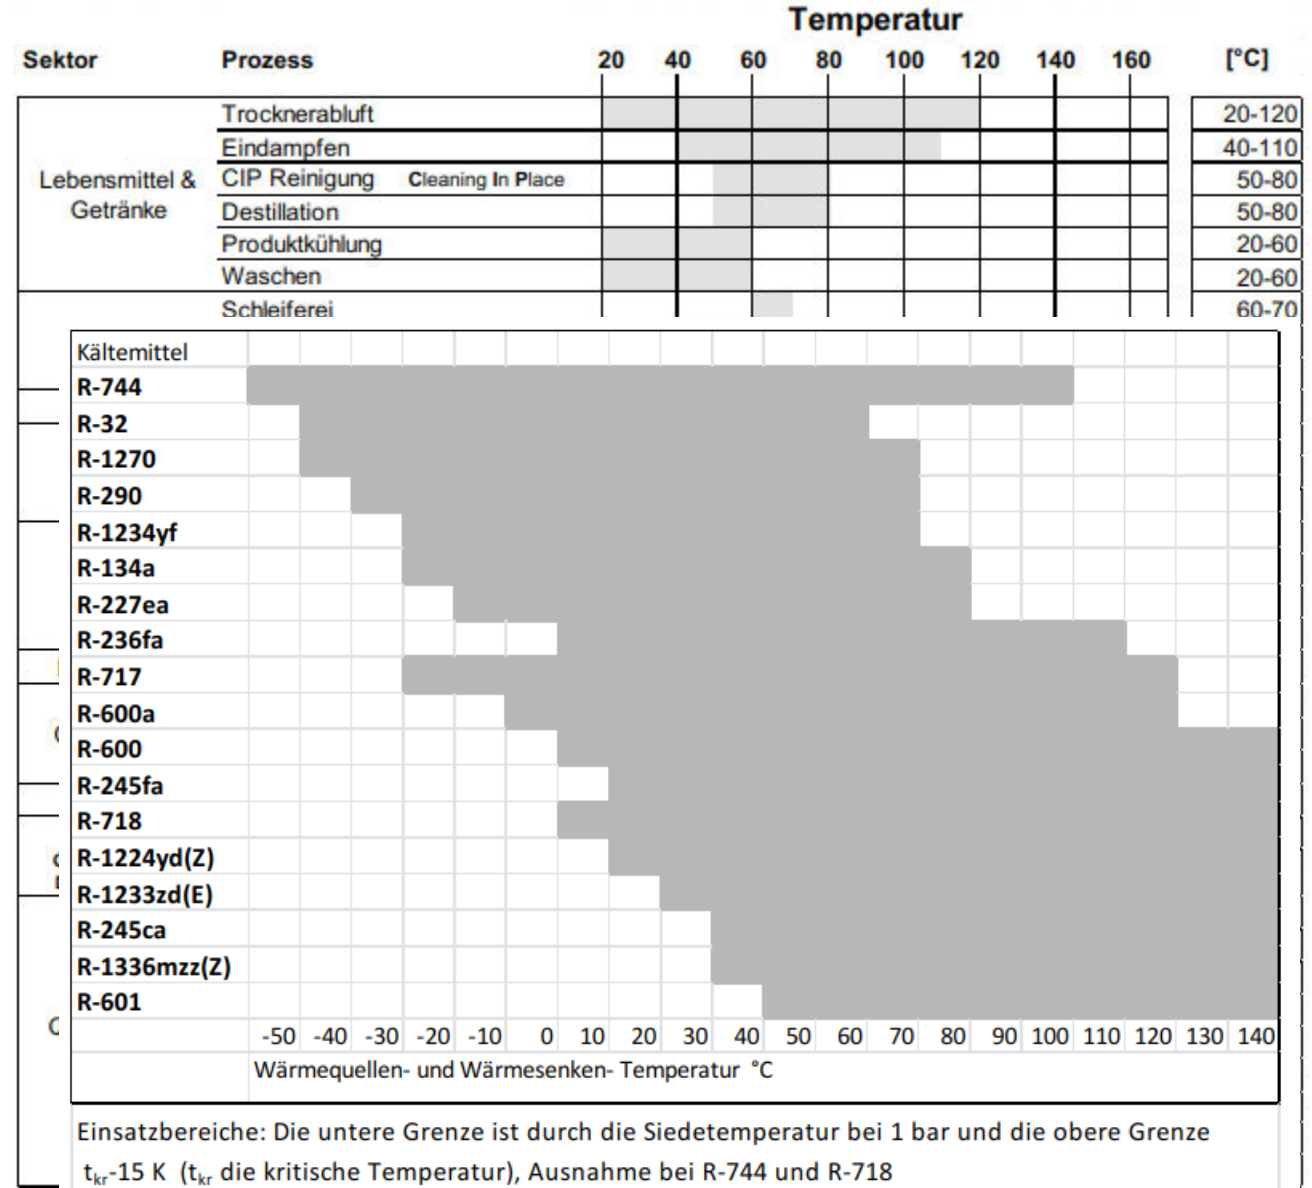 Temperatur
Sektor Prozess 20 40 60 80 100 120 140 160 [°C]
Trocknerabluft 20-120
Eindampfen 40-110
Lebensmittel & CIP Reinigung Cleaning In Place 50-80
Getränke Destillation 50-80
Produktkühlung 20-60
Waschen 20-60
Schleiferei 60-70
Kältemittel
R-744
R-32
R-1270
R-290
R-1234yf
R-134a
R-227ea
R-236fa
R-717
R-600a
R-600
R-245fa
R-718
R-1224yd(Z)
R-1233zd(E)
R-245ca
R-1336mzz(Z)
R-601
-50 -40 -30 -20 -10 0 10 20 30 40 50 60 70 80 90 100 110 120 130 140
Wärmequellen- und Wärmesenken- Temperatur °C
Einsatzbereiche: Die untere Grenze ist durch die Siedetemperatur bei 1 bar und die obere Grenze
tkr-15 K (tkr die kritische Temperatur), Ausnahme bei R-744 und R-718